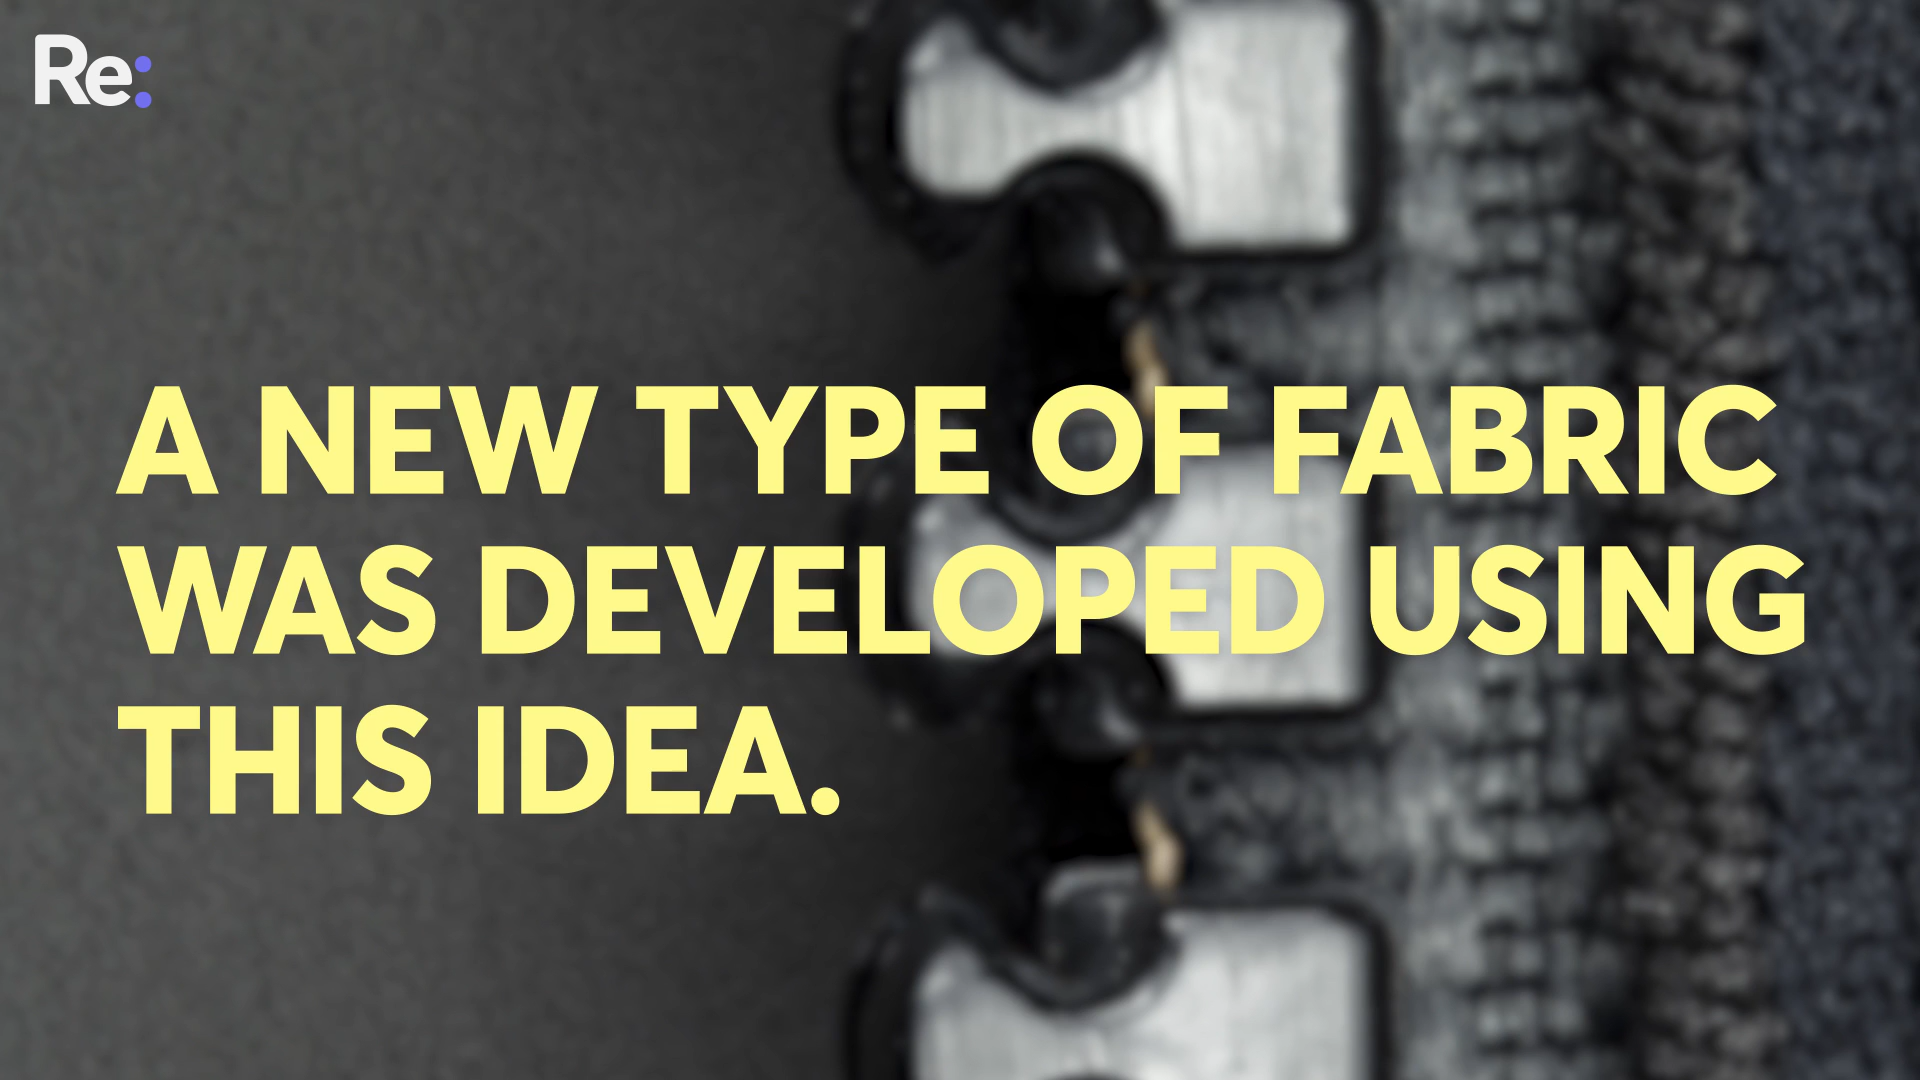 Re:
A NEW TYPE OF FABRIC
WAS DEVELOPED USING
THIS IDEA.